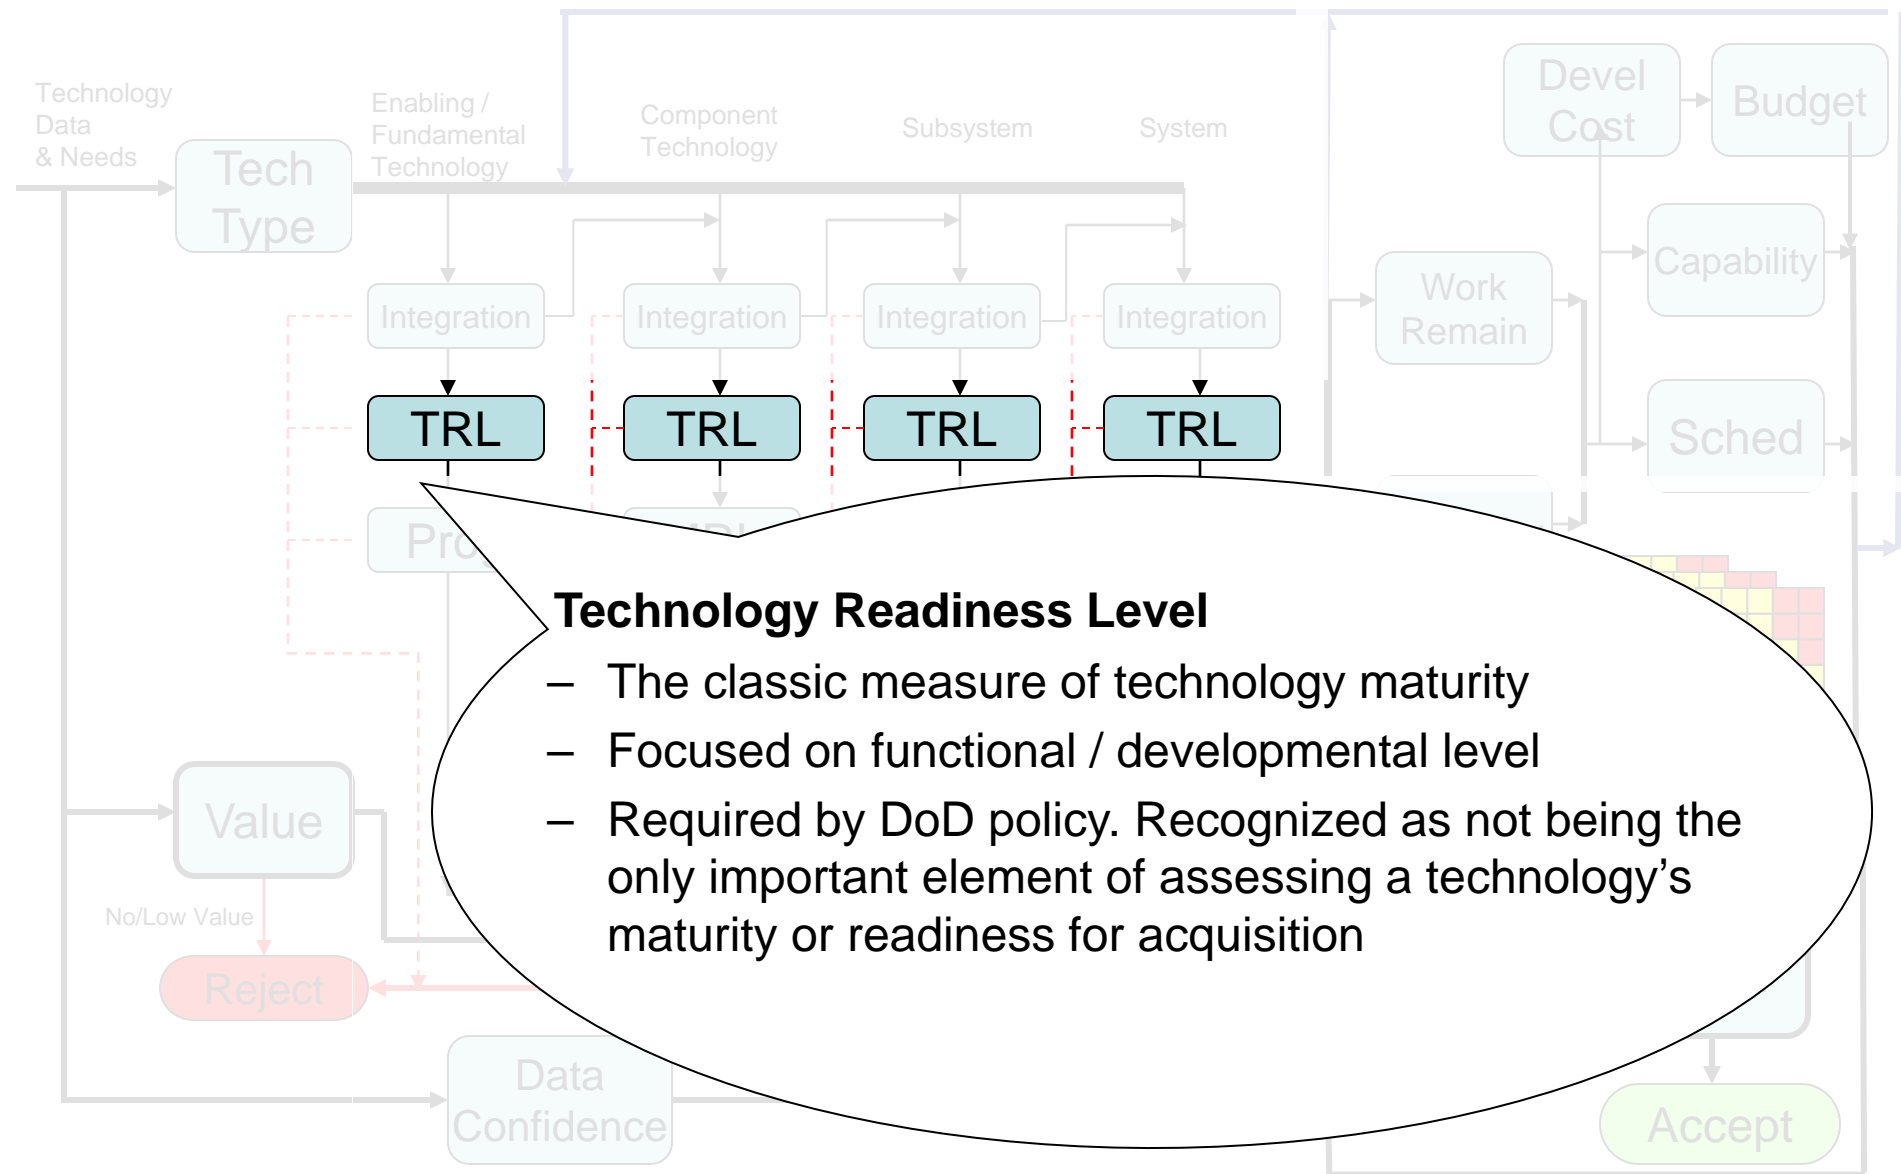 Technology
Data
& Needs
Enabling /
Fundamental
Technology
Component
Technology
Subsystem
System
Tech
Type
Devel
Cost
Budget
Capability
Work
Remain
Sched
Integration
Integration
Integration
Integration
TRL
TRL
TRL
TRL
Technology Readiness Level
– The classic measure of technology maturity
– Focused on functional / developmental level
– Required by DoD policy. Recognized as not being the
only important element of assessing a technology’s
maturity or readiness for acquisition
Value
No/Low Value
Reject
Data
Confidence
Accept